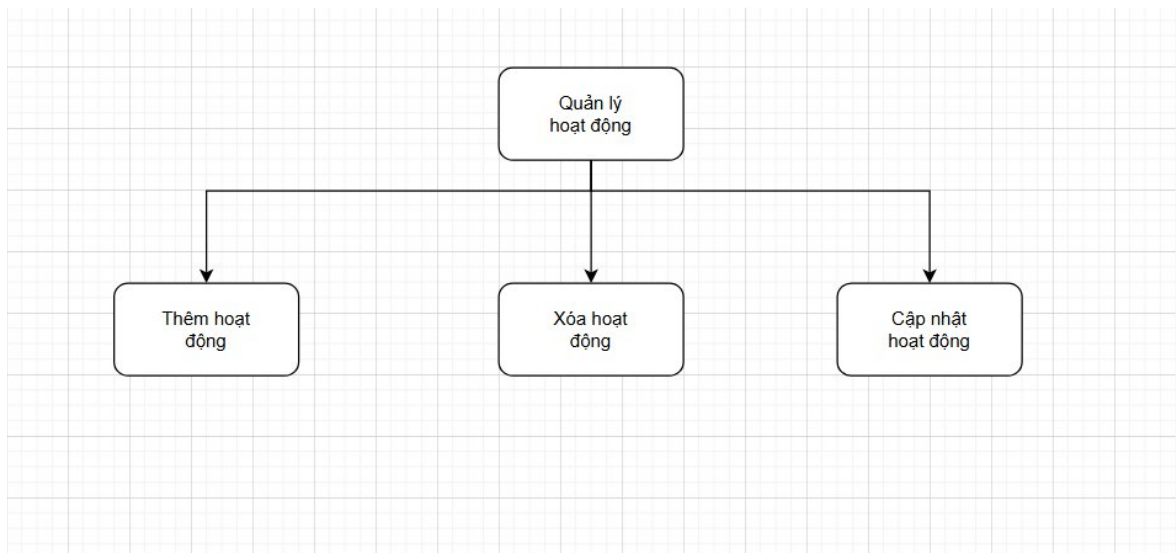 Quản lý
hoạt động
Thêm hoạt
động
Xóa hoạt
động
Cập nhật
hoạt động